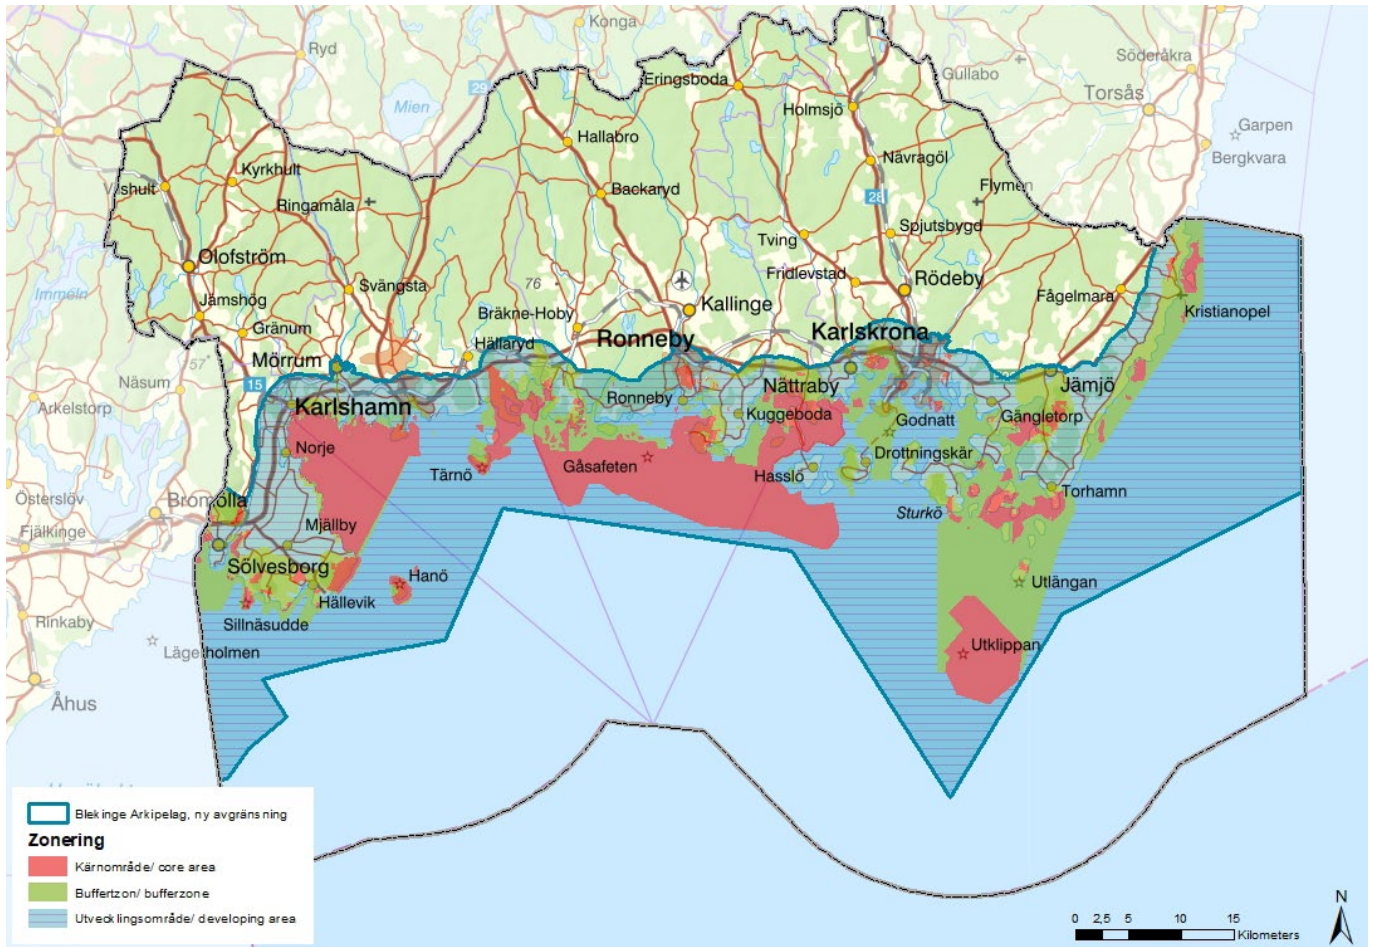 Konga
Ryd
29
Mien
Eringsboda
Holmsjö
Söderåkra
Gullabo
Torsås
Garpen
Bergkvara
Hallabro
Nävragöl
Kyrkhult
Ringamåla
Backaryd
Flymen
28
Spjutsbygd
Tving
Olofström
Fridlevstad
Rödeby
Immeln
Svängsta
76
Fågelmara
Jämshög
Kallinge
Kristianopel
Gränum
Bräkne-Hoby
Ronneby
Karlskrona
Hällaryd
Mörrum
57
Näsum
15
Nättraby
Jämjö
Arkelstorp
Karlshamn
Ronneby
Kuggeboda
Godnatt
Gängletorp
Norje
Tärnö
Gåsafeten
Hasslö
Drottningskär
Österslöv
Bromölla
Torhamn
Sturkö
Fjälkinge
Mjällby
Sölvesborg
Hanö
Utlängan
Hällevik
Rinkaby
Sillnäsudde
Utklippan
Åhus
Blekinge Arkipelag, ny avgränsning
Zonering
Kärnområde/ core area
Buffertzon/ bufferzone
Utvecklingsområde/ developing area
N
0 2,5 5 10 15
Kilometers